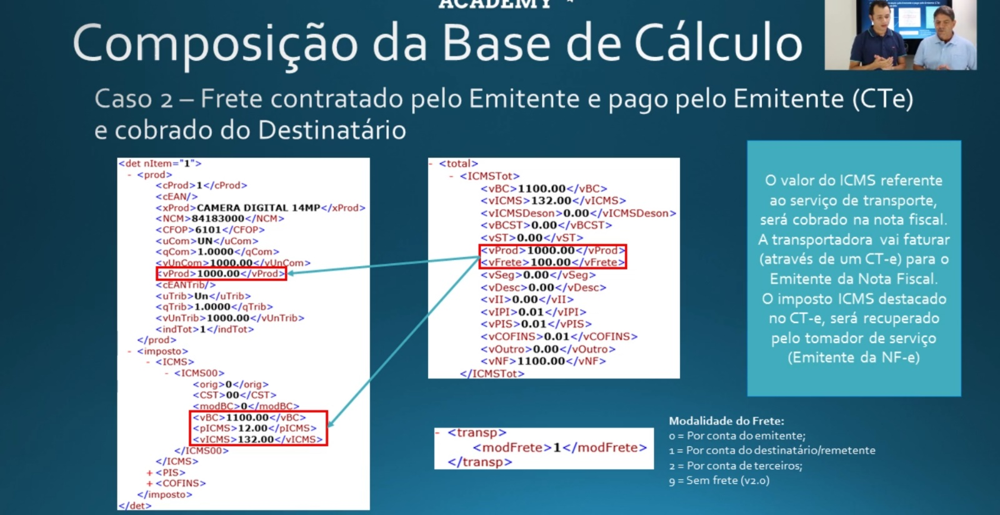 ACADEMY
Composição da Base de Cálculo
Caso 2 – Frete contratado pelo Emitente e pago pelo Emitente (CTe)
e cobrado do Destinatário
<det nItem="1">
- <prod>
<cProd>1</cProd>
<cEAN/>
<xProd>CAMERA DIGITAL 14MP</xProd>
<NCM>84183000</NCM>
<CFOP>6101</CFOP>
<uCom>UN</uCom>
<qCom>1.0000</qCom>
<vUnCom>1000.00</vUnCom>
<vProd>1000.00</vProd>
<cEANTrib/>
<uTrib>Un</uTrib>
<qTrib>1.0000</qTrib>
<vUnTrib>1000.00</vUnTrib>
<indTot>1</indTot>
</prod>
- <imposto>
- <ICMS>
- <ICMS00>
<orig>0</orig>
<CST>00</CST>
<modBC>0</modBC>
<vBC>1100.00</vBC>
<pICMS>12.00</pICMS>
<vICMS>132.00</vICMS>
</ICMS00>
</ICMS>
+ <PIS>
+ <COFINS>
</imposto>
</det>
- <total>
- <ICMSTot>
<vBC>1100.00</vBC>
<vICMS>132.00</vICMS>
<vICMSDeson>0.00</vICMSDeson>
<vBCST>0.00</vBCST>
<vST>0.00</vST>
<vProd>1000.00</vProd>
<vFrete>100.00</vFrete>
<vSeg>0.00</vSeg>
<vDesc>0.00</vDesc>
<vII>0.00</vII>
<vIPI>0.01</vIPI>
<vPIS>0.01</vPIS>
<vCOFINS>0.01</vCOFINS>
<vOutro>0.00</vOutro>
<vNF>1100.00</vNF>
</ICMSTot>
- <transp>
<modFrete>1</modFrete>
</transp>
O valor do ICMS referente
ao serviço de transporte,
será cobrado na nota fiscal.
A transportadora vai faturar
(através de um CT-e) para o
Emitente da Nota Fiscal.
O imposto ICMS destacado
no CT-e, será recuperado
pelo tomador de serviço
(Emitente da NF-e)
Modalidade do Frete:
0 = Por conta do emitente;
1 = Por conta do destinatário/remetente
2 = Por conta de terceiros;
9 = Sem frete (v2.0)